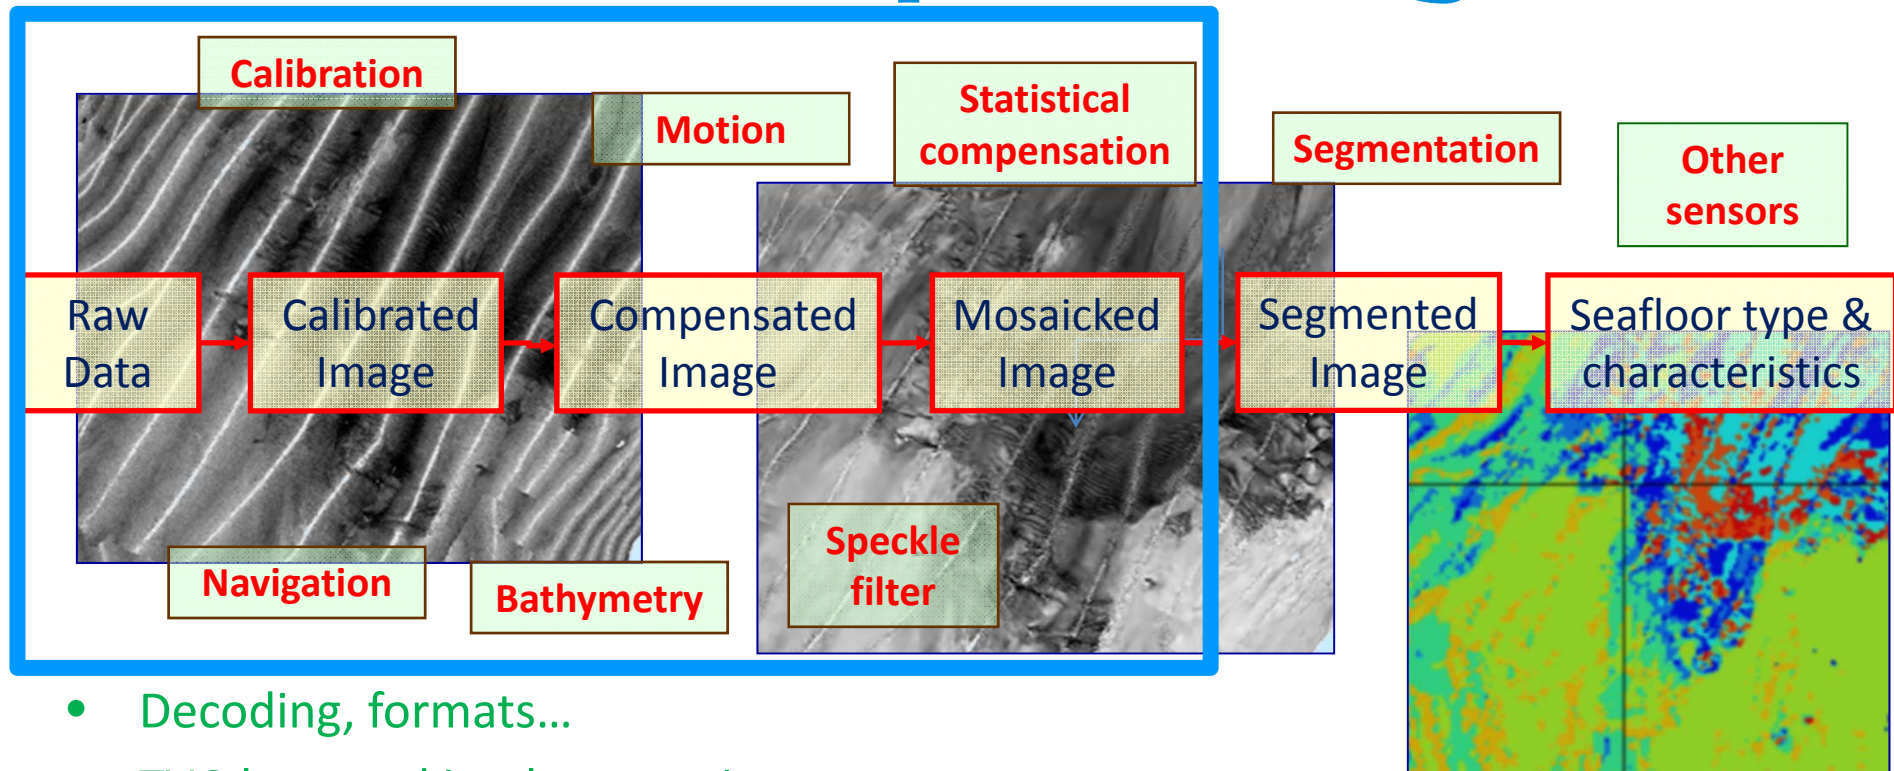 Calibration
Motion
Statistical
compensation
Segmentation
Other
sensors
Raw
Data
Calibrated
Image
Compensated
Image
Mosaicked
Image
Segmented
Image
Seafloor type &
characteristics
Speckle
filter
Navigation
Bathymetry
• Decoding, formats...